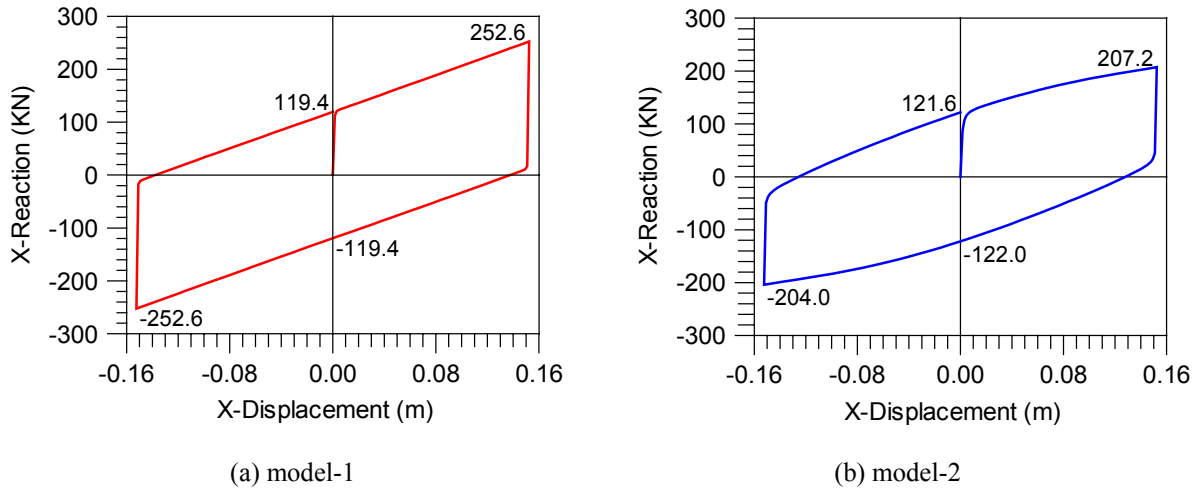 300
252.6
200
119.4
100
0
-100
-119.4
-200
-252.6
-300
-0.16 -0.08 0.00 0.08 0.16
X-Displacement (m)
X-Reaction (KN)
(a) model-1
300
207.2
200
121.6
100
0
-100
-122.0
-200
-204.0
-300
-0.16 -0.08 0.00 0.08 0.16
X-Displacement (m)
X-Reaction (KN)
(b) model-2